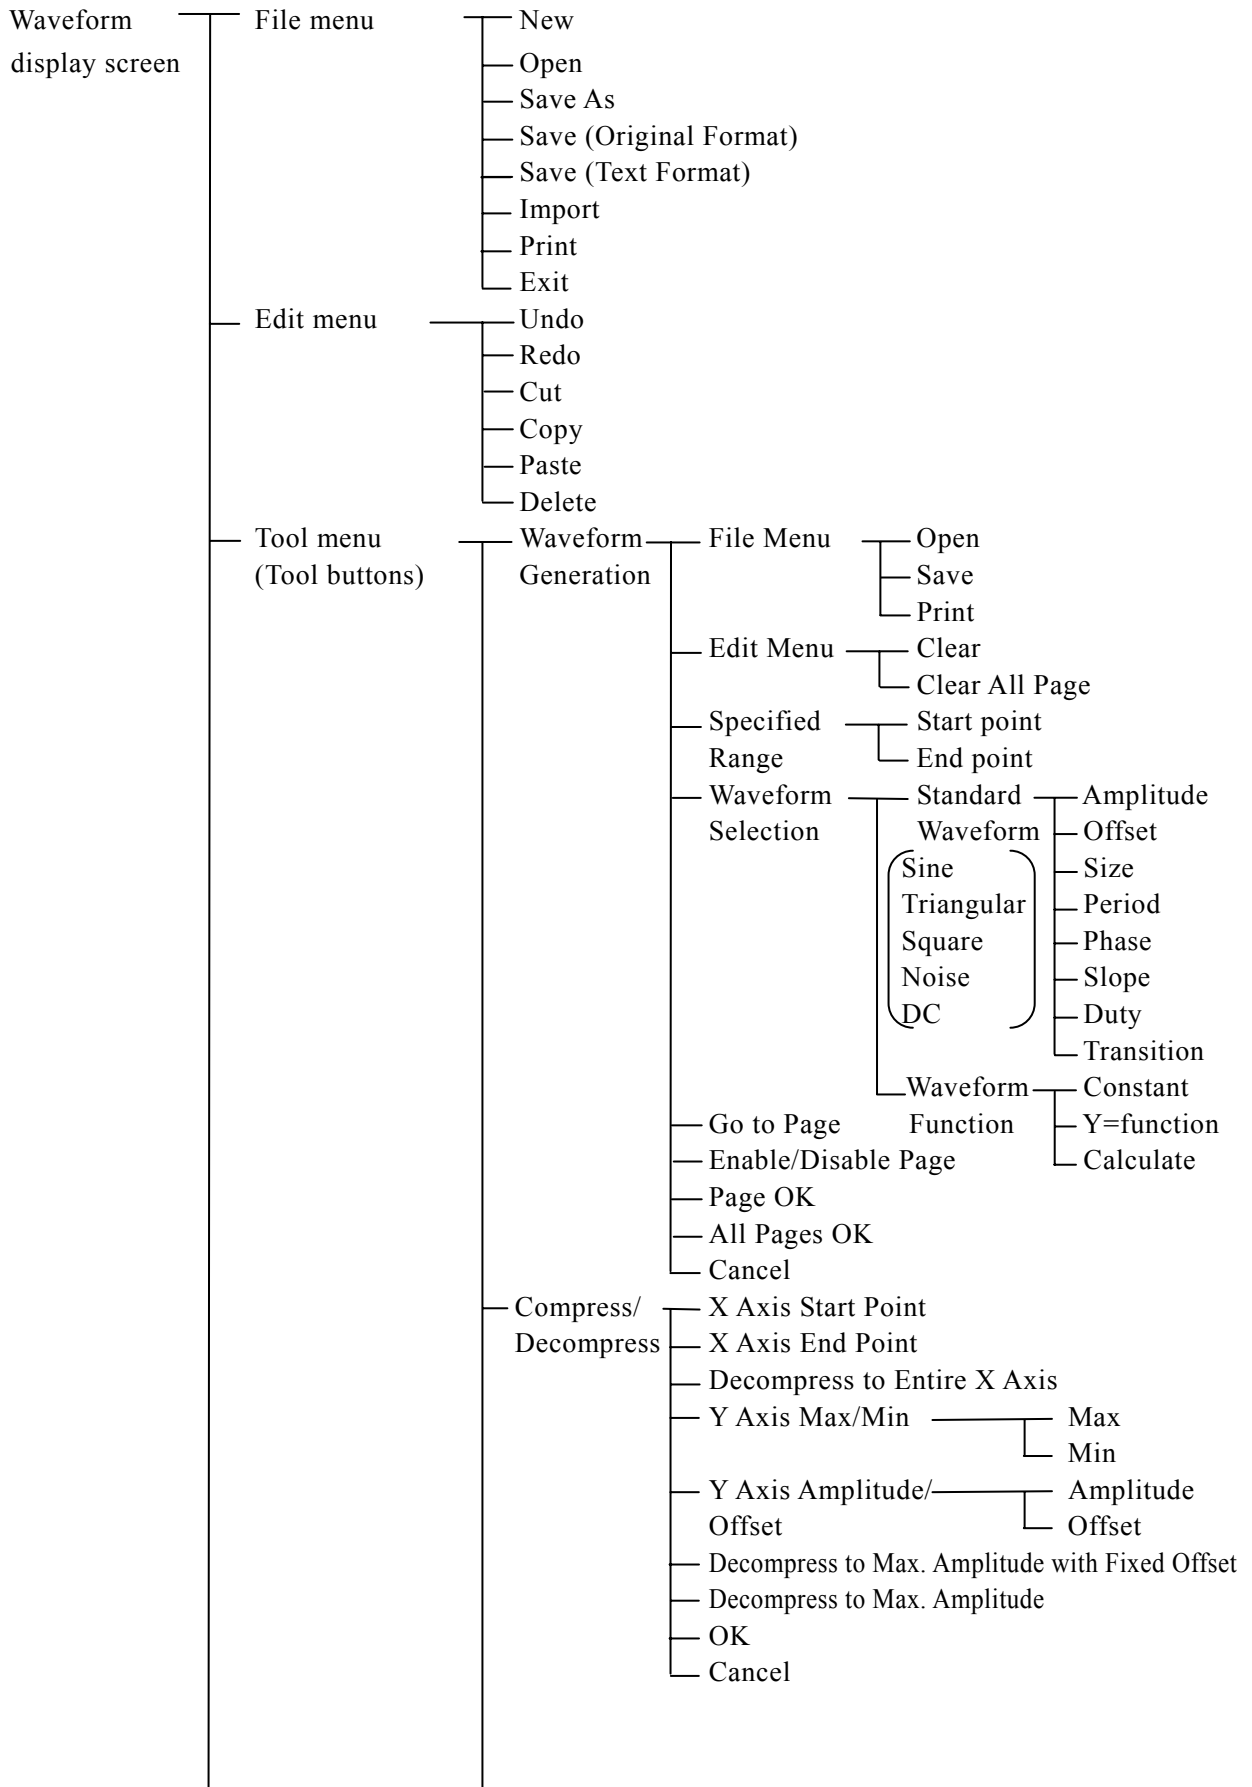 Waveform File menu New
display screen Open
Save As
Save (Original Format)
Save (Text Format)
Import
Print
Exit
Edit menu Undo
Redo
Cut
Copy
Paste
Delete
Tool menu Waveform File Menu Open
(Tool buttons) Generation Save
Print
Edit Menu Clear
Clear All Page
Specified Start point
Range End point
Waveform Standard Amplitude
Selection Waveform Offset
Sine Size
Triangular Period
Square Phase
Noise Slope
DC Duty
Transition
Waveform Constant
Go to Page Function Y=function
Enable/Disable Page Calculate
Page OK
All Pages OK
Cancel
Compress/ X Axis Start Point
Decompress X Axis End Point
Decompress to Entire X Axis
Y Axis Max/Min Max
Min
Y Axis Amplitude/ Amplitude
Offset Offset
Decompress to Max. Amplitude with Fixed Offset
Decompress to Max. Amplitude
OK
Cancel